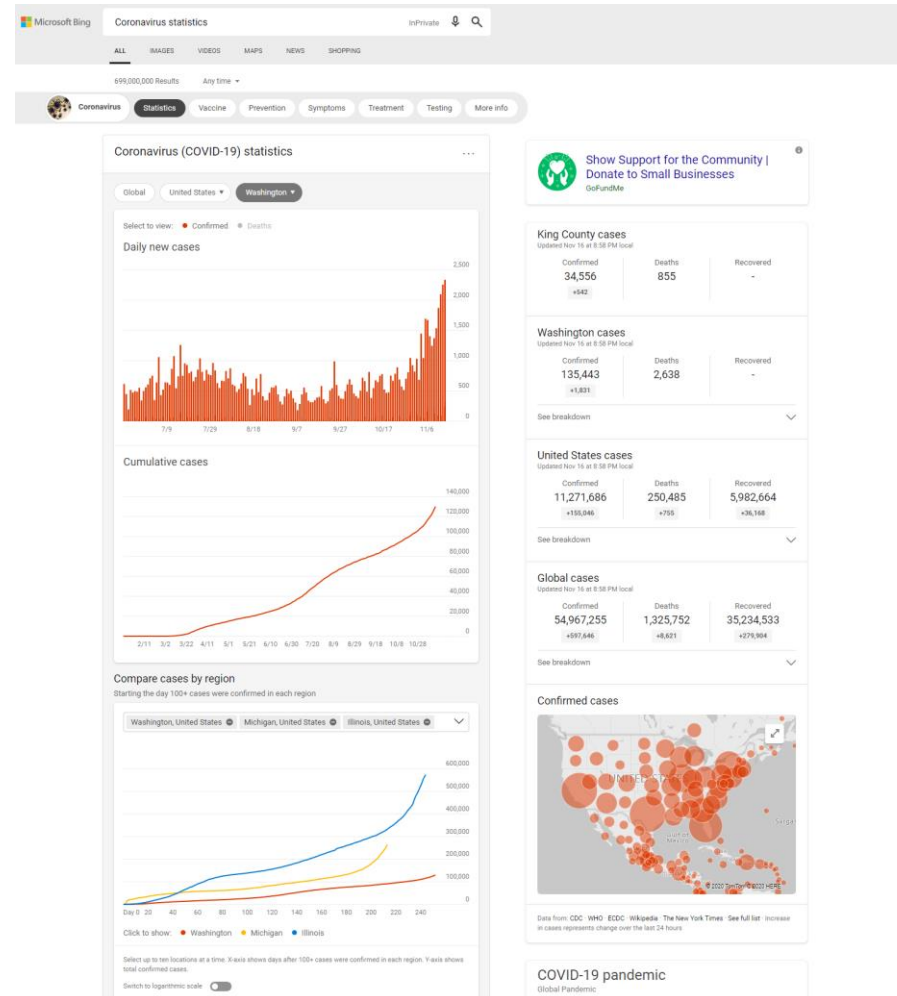 Microsoft Bing
Coronavirus statistics
InPrivate
ALL IMAGES VIDEOS MAPS NEWS SHOPPING
699,000,000 Results Any time
Coronavirus Statistics Vaccine Prevention Symptoms Treatment Testing More info
Coronavirus (COVID-19) statistics
...
Global United States Washington
Select to view: Confirmed Deaths
Daily new cases
2,500
2,000
1,500
1,000
500
0
7/9 7/29 8/18 9/7 9/27 10/17 11/6
Cumulative cases
140,000
120,000
100,000
80,000
60,000
40,000
20,000
0
2/11 3/2 3/22 4/11 5/1 5/21 6/10 6/30 7/20 8/9 8/29 9/18 10/8 10/28
Compare cases by region
Starting the day 100+ cases were confirmed in each region
Washington, United States Michigan, United States Illinois, United States
600,000
500,000
400,000
300,000
200,000
100,000
0
Day 0 20 40 60 80 100 120 140 160 180 200 220 240
Click to show: Washington Michigan Illinois
Select up to ten locations at a time. X-axis shows days after 100+ cases were confirmed in each region. Y-axis shows
total confirmed cases.
Switch to logarithmic scale
Show Support for the Community |
Donate to Small Businesses
GoFundMe
King County cases
Updated Nov 16 at 8:58 PM local
Confirmed Deaths Recovered
34,556 855 -
+542
Washington cases
Updated Nov 16 at 8:58 PM local
Confirmed Deaths Recovered
135,443 2,638 -
+1,831
See breakdown
United States cases
Updated Nov 16 at 8:58 PM local
Confirmed Deaths Recovered
11,271,686 250,485 5,982,664
+155,046 +755 +36,168
See breakdown
Global cases
Updated Nov 16 at 8:58 PM local
Confirmed Deaths Recovered
54,967,255 1,325,752 35,234,533
+597,646 +8,621 +279,904
See breakdown
Confirmed cases
UNITED STATES
Gulf of
Mexico
© 2020 TomTom ©2020 HERE
Data from: CDC · WHO · ECDC · Wikipedia · The New York Times · See full list · Increase
in cases represents change over the last 24 hours
COVID-19 pandemic
Global Pandemic